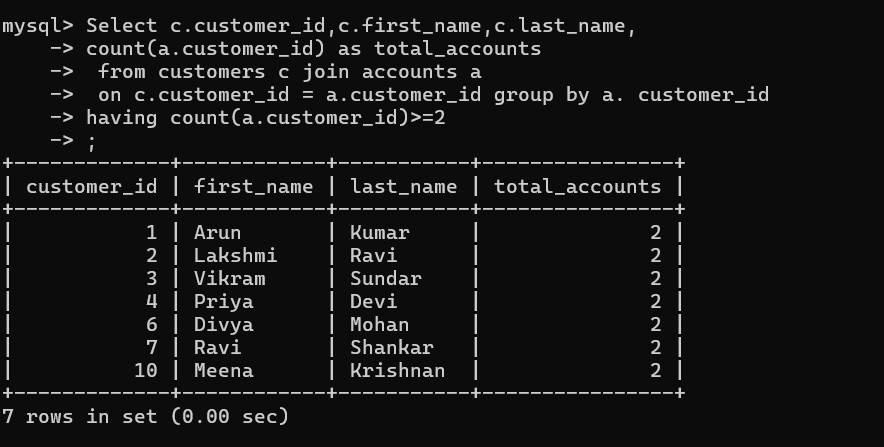 mysql> Select c.customer_id,c.first_name,c.last_name,
    -> count(a.customer_id) as total_accounts
    ->  from customers c join accounts a
    ->  on c.customer_id = a.customer_id group by a. customer_id
    -> having count(a.customer_id)>=2
    -> ;
+-------------+------------+-----------+----------------+
| customer_id | first_name | last_name | total_accounts |
+-------------+------------+-----------+----------------+
|           1 | Arun       | Kumar     |              2 |
|           2 | Lakshmi    | Ravi      |              2 |
|           3 | Vikram     | Sundar    |              2 |
|           4 | Priya      | Devi      |              2 |
|           6 | Divya      | Mohan     |              2 |
|           7 | Ravi       | Shankar   |              2 |
|          10 | Meena      | Krishnan  |              2 |
+-------------+------------+-----------+----------------+
7 rows in set (0.00 sec)